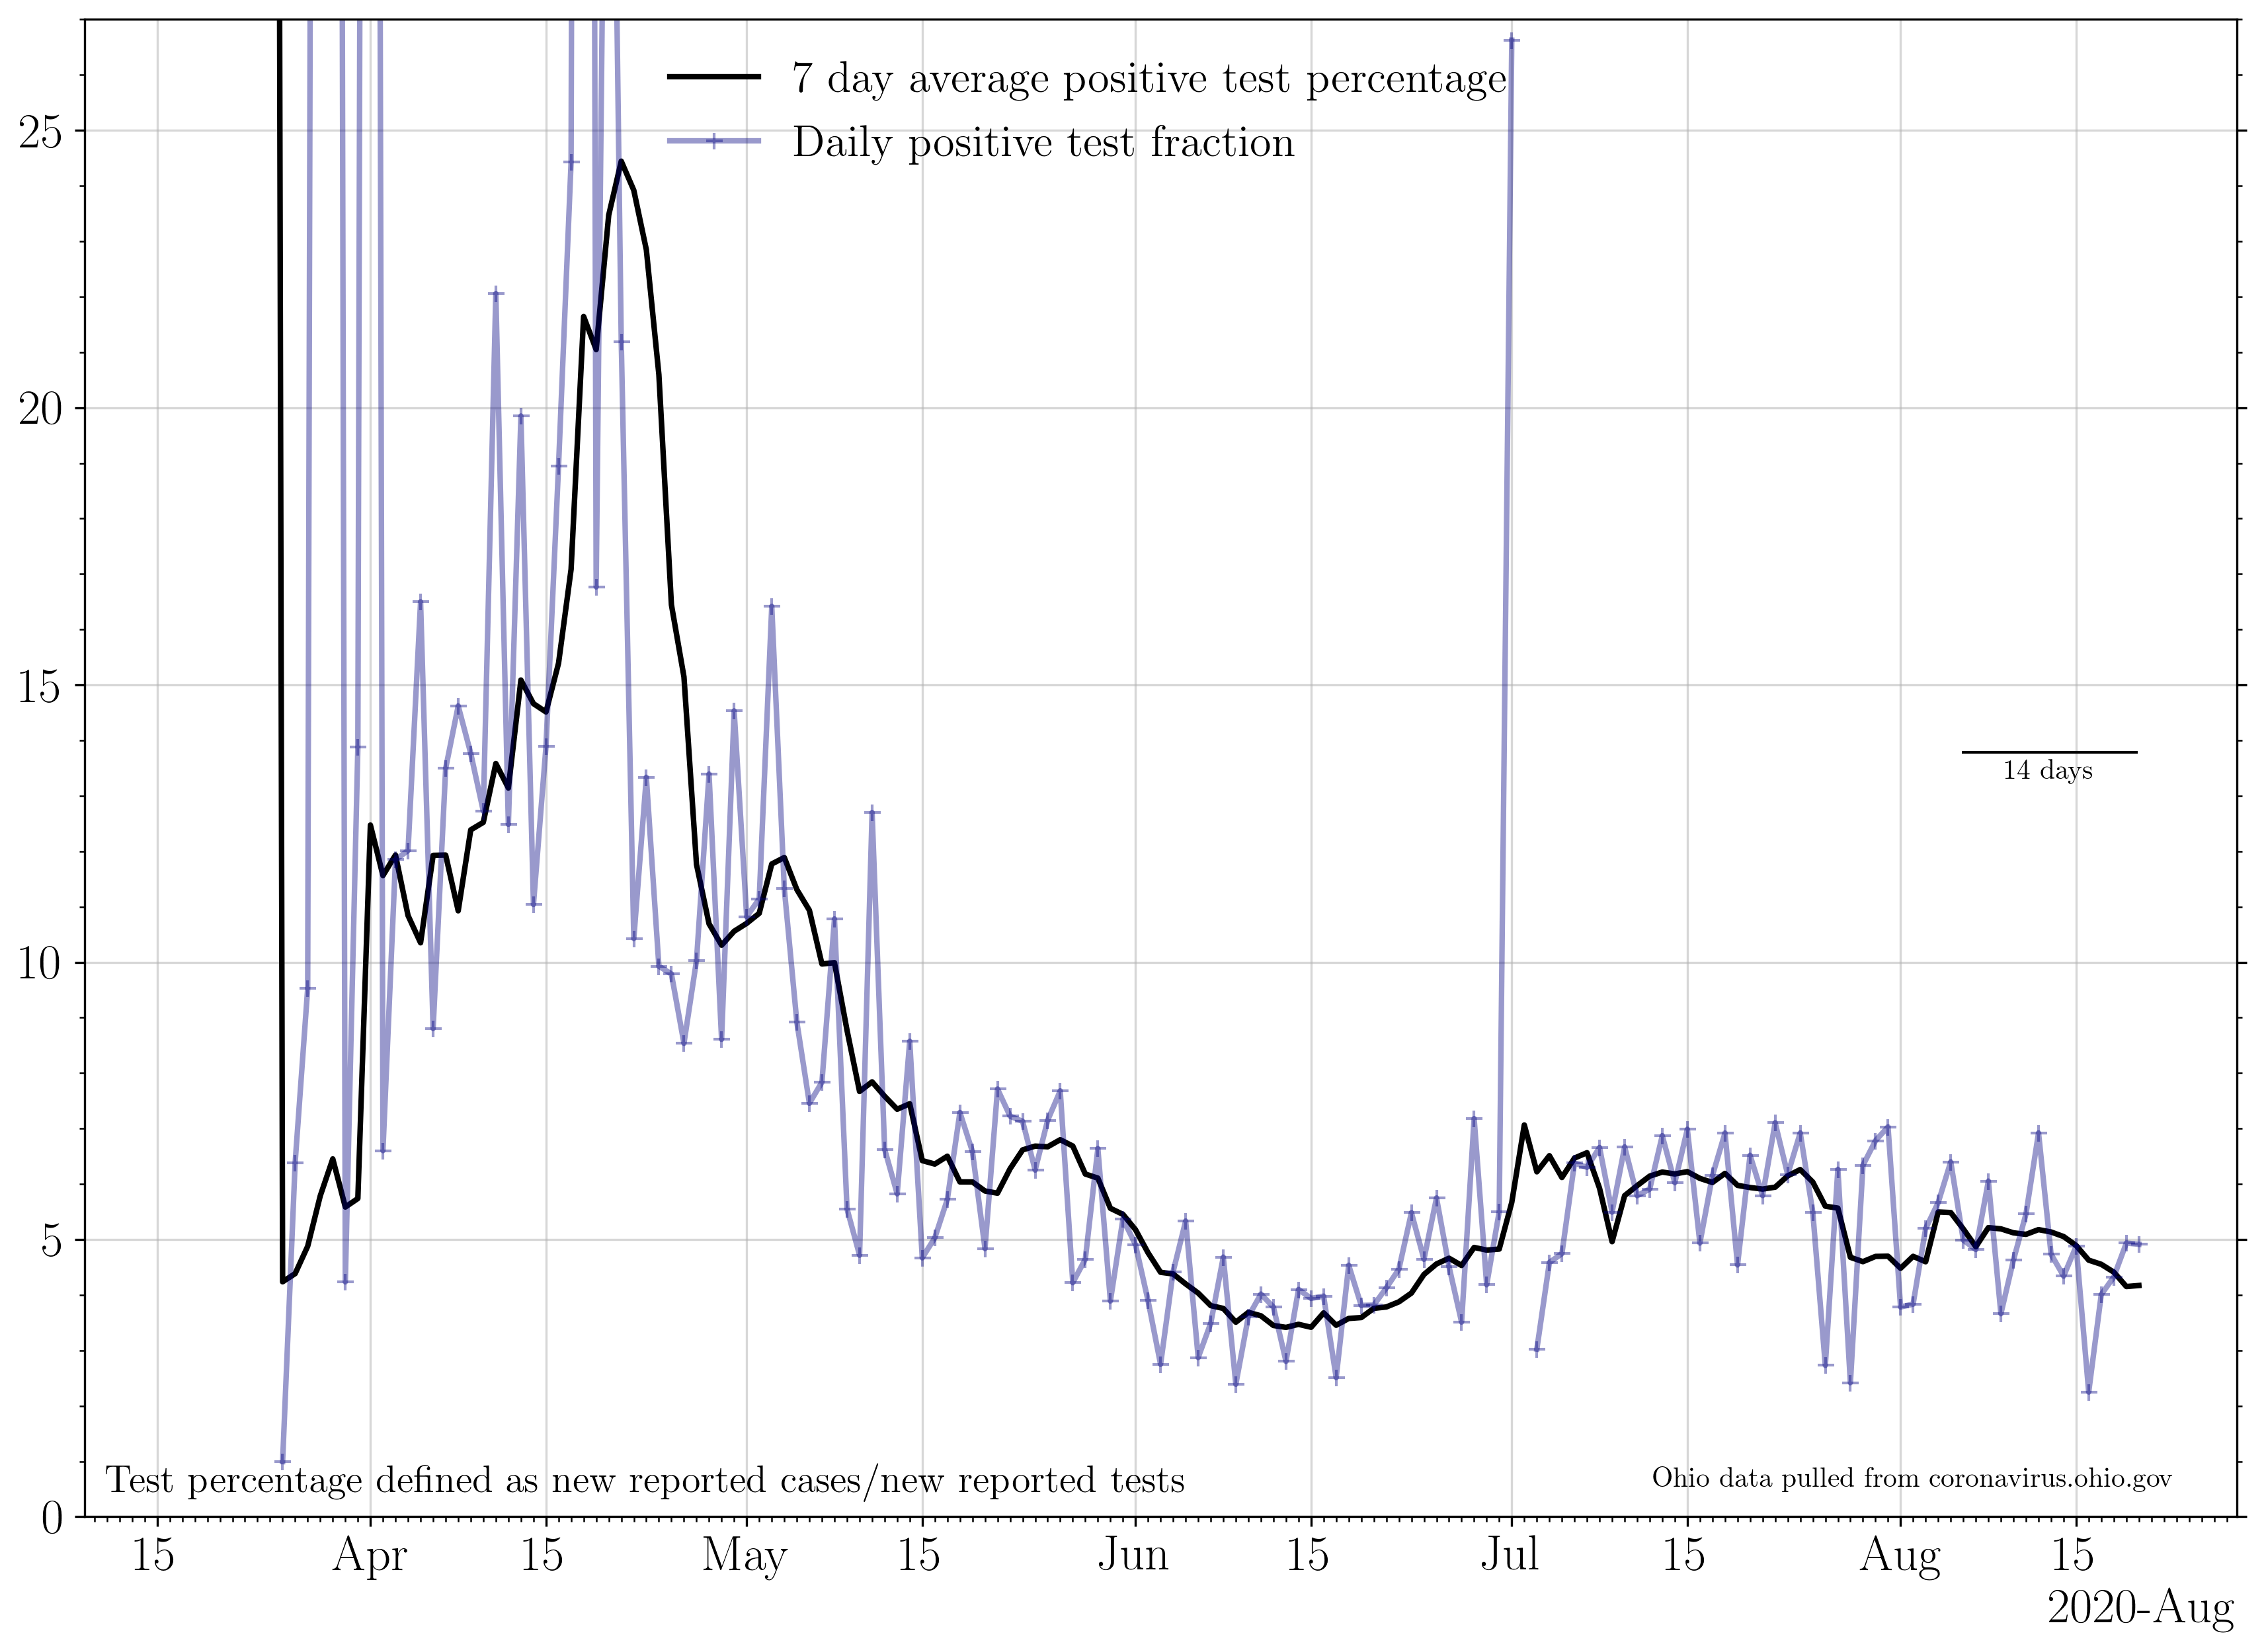 7 day average positive test percentage
Daily positive test fraction
25
20
15
14 days
10
5
Test percentage defined as new reported cases/new reported tests
Ohio data pulled from coronavirus.ohio.gov
0
15 Apr 15 May 15 Jun 15 Jul 15 Aug 15
2020-Aug